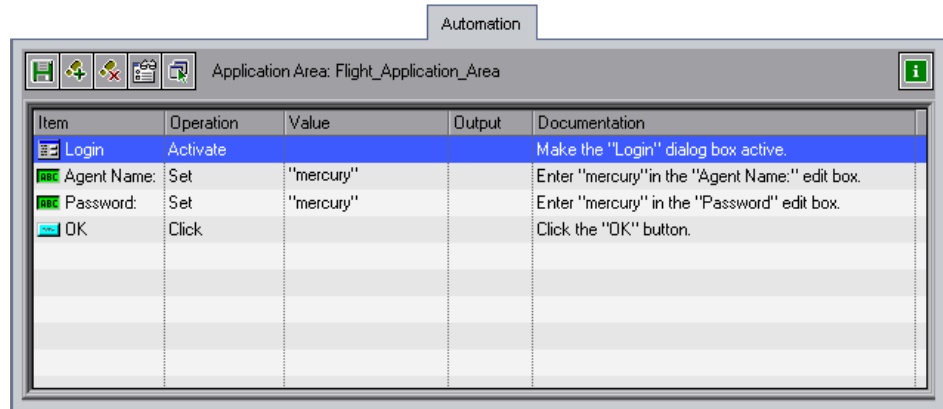 Automation
Application Area: Flight_Application_Area
Item Operation Value Output Documentation
Login Activate Make the "Login" dialog box active.
ABC Agent Name: Set "mercury" Enter "mercury"in the "Agent Name:" edit box.
ABC Password: Set "mercury" Enter "mercury" in the "Password" edit box.
OK Click Click the "OK" button.